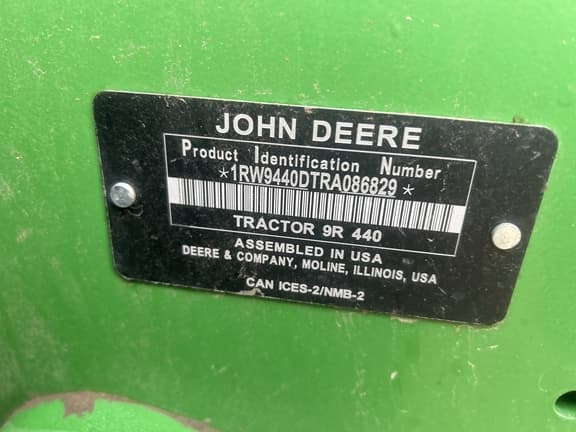 JOHN DEERE
Product Identification Number
*1RW9440DTRA086829*
TRACTOR 9R 440
ASSEMBLED IN USA
DEERE & COMPANY, MOLINE, ILLINOIS, USA
CAN ICES-2/NMB-2